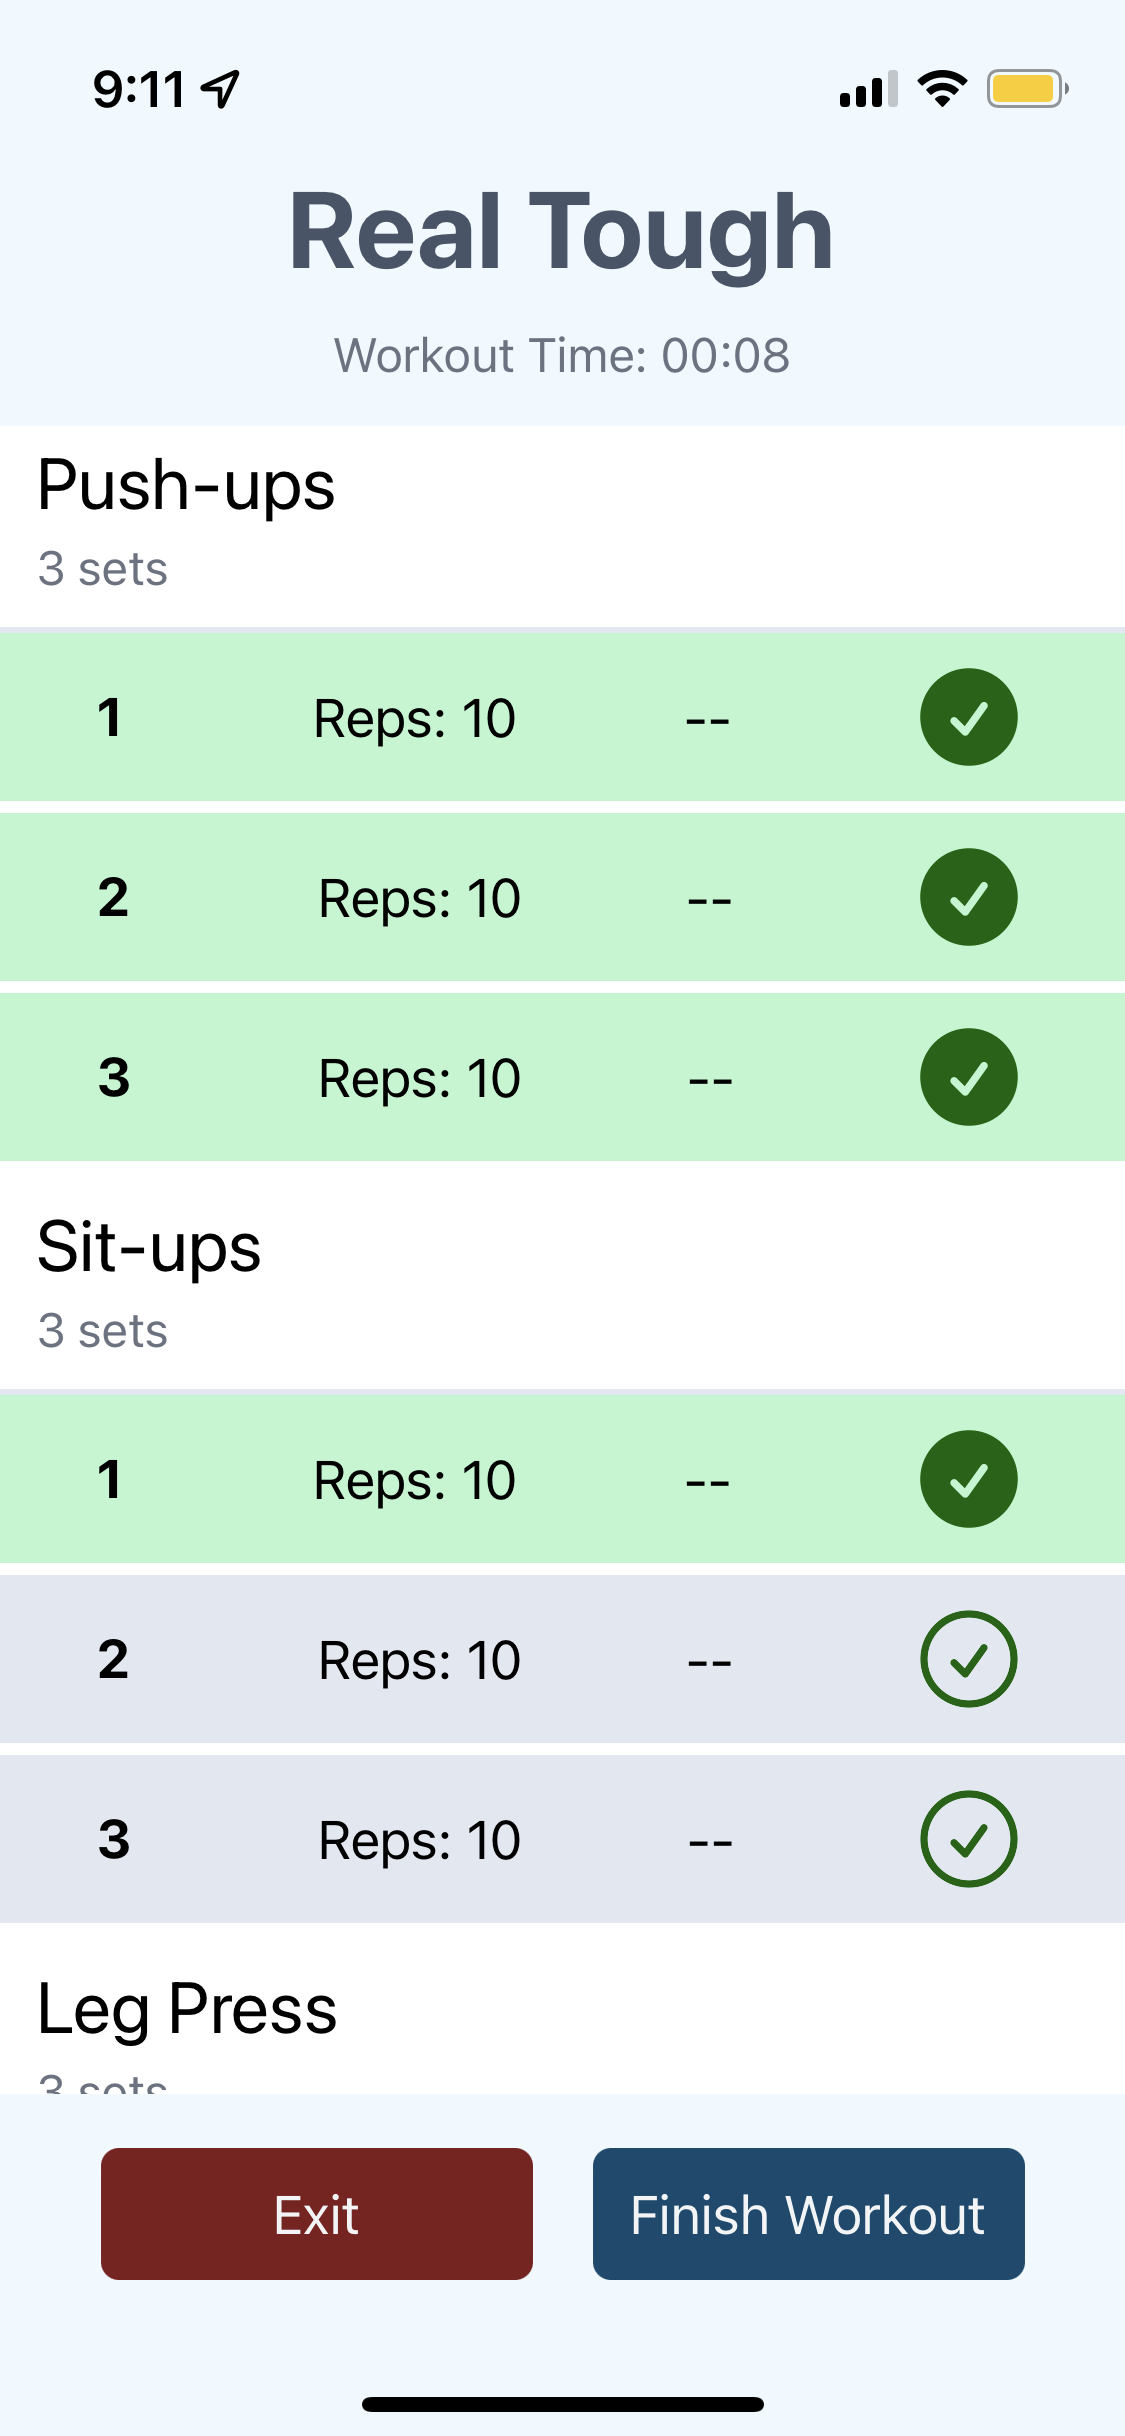 9:11
Real Tough
Workout Time: 00:08
Push-ups
3 sets
1 Reps: 10 --
2 Reps: 10 --
3 Reps: 10 --
Sit-ups
3 sets
1 Reps: 10 --
2 Reps: 10 --
3 Reps: 10 --
Leg Press
3 sets
Exit Finish Workout